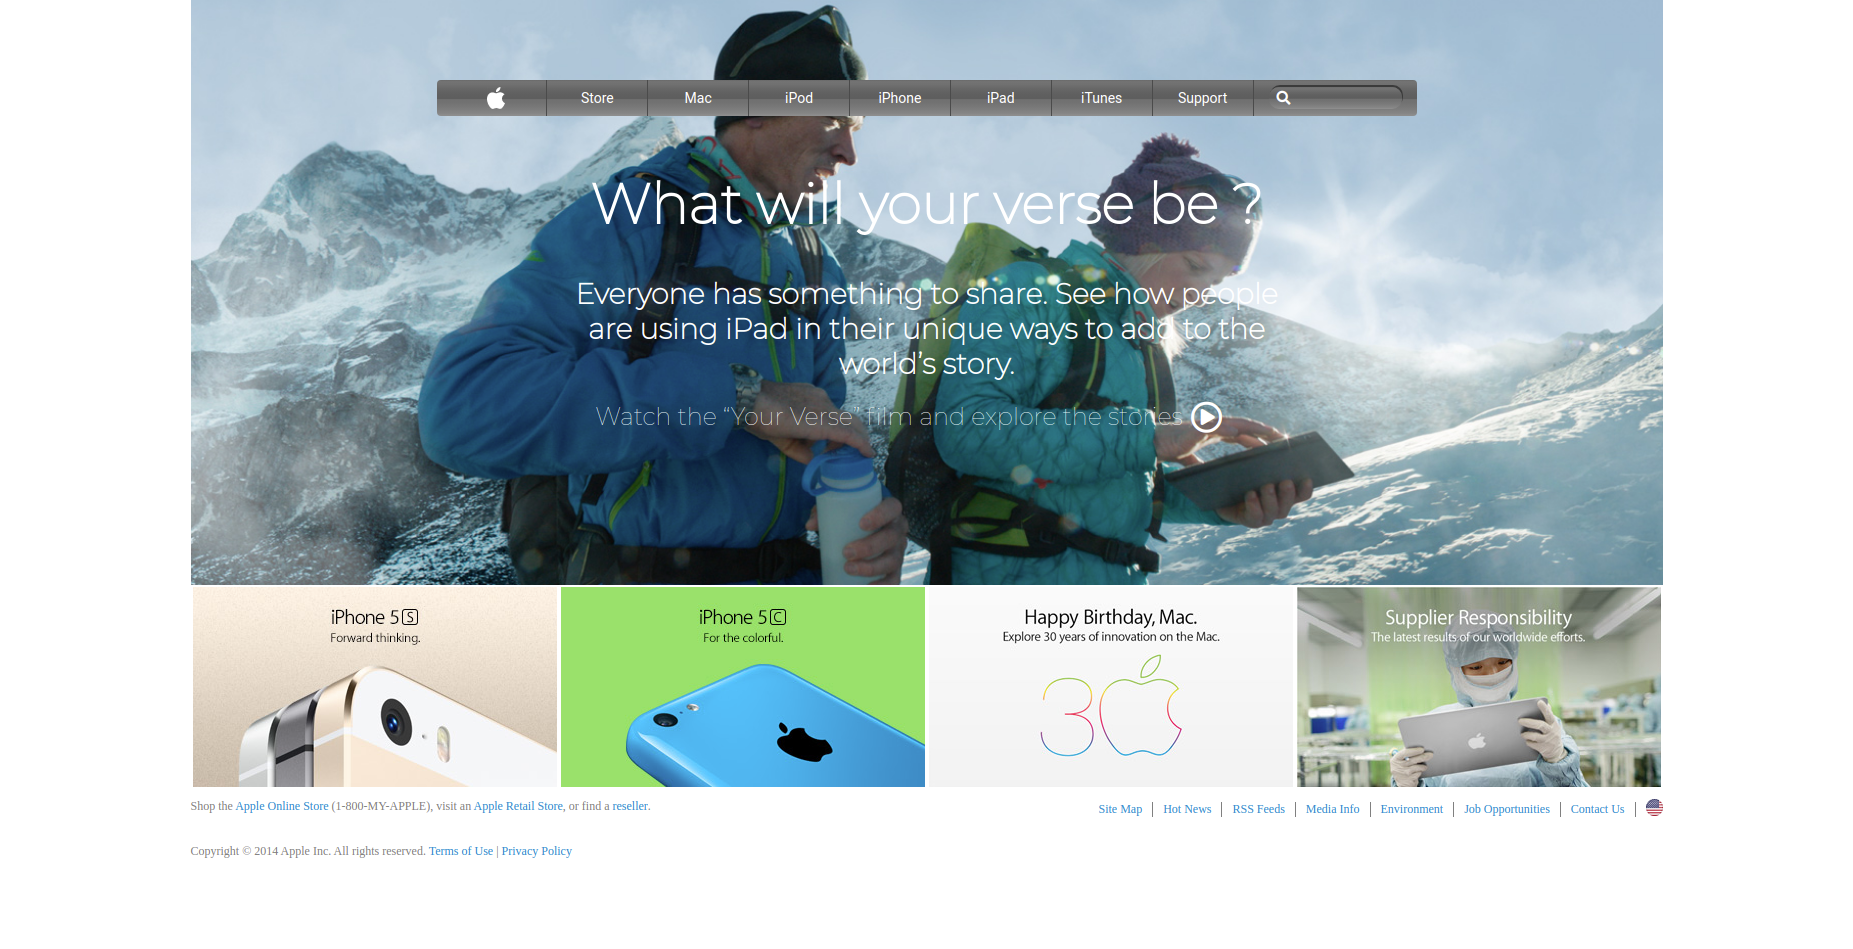 Store Mac iPod iPhone iPad iTunes Support
What will your verse be ?
Everyone has something to share. See how people
are using iPad in their unique ways to add to the
world’s story.
Watch the “Your Verse” film and explore the stories
iPhone 5 S
Forward thinking.
iPhone 5 C
For the colorful.
Happy Birthday, Mac.
Explore 30 years of innovation on the Mac.
30
Supplier Responsibility
The latest results of our worldwide efforts.
Shop the Apple Online Store (1-800-MY-APPLE), visit an Apple Retail Store, or find a reseller.
Site Map | Hot News | RSS Feeds | Media Info | Environment | Job Opportunities | Contact Us |
Copyright © 2014 Apple Inc. All rights reserved. Terms of Use | Privacy Policy